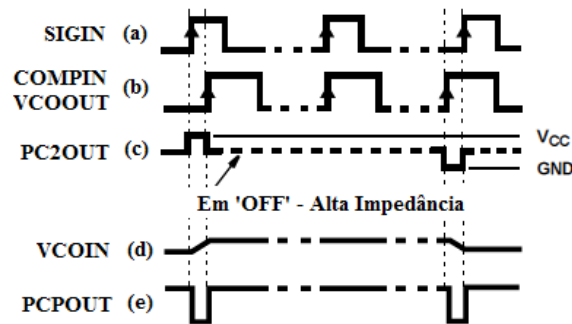 SIGIN (a)
COMPIN
VCOOUT (b)
PC2OUT (c)
VCC
GND
Em 'OFF' - Alta Impedância
VCOIN (d)
PCPOUT (e)